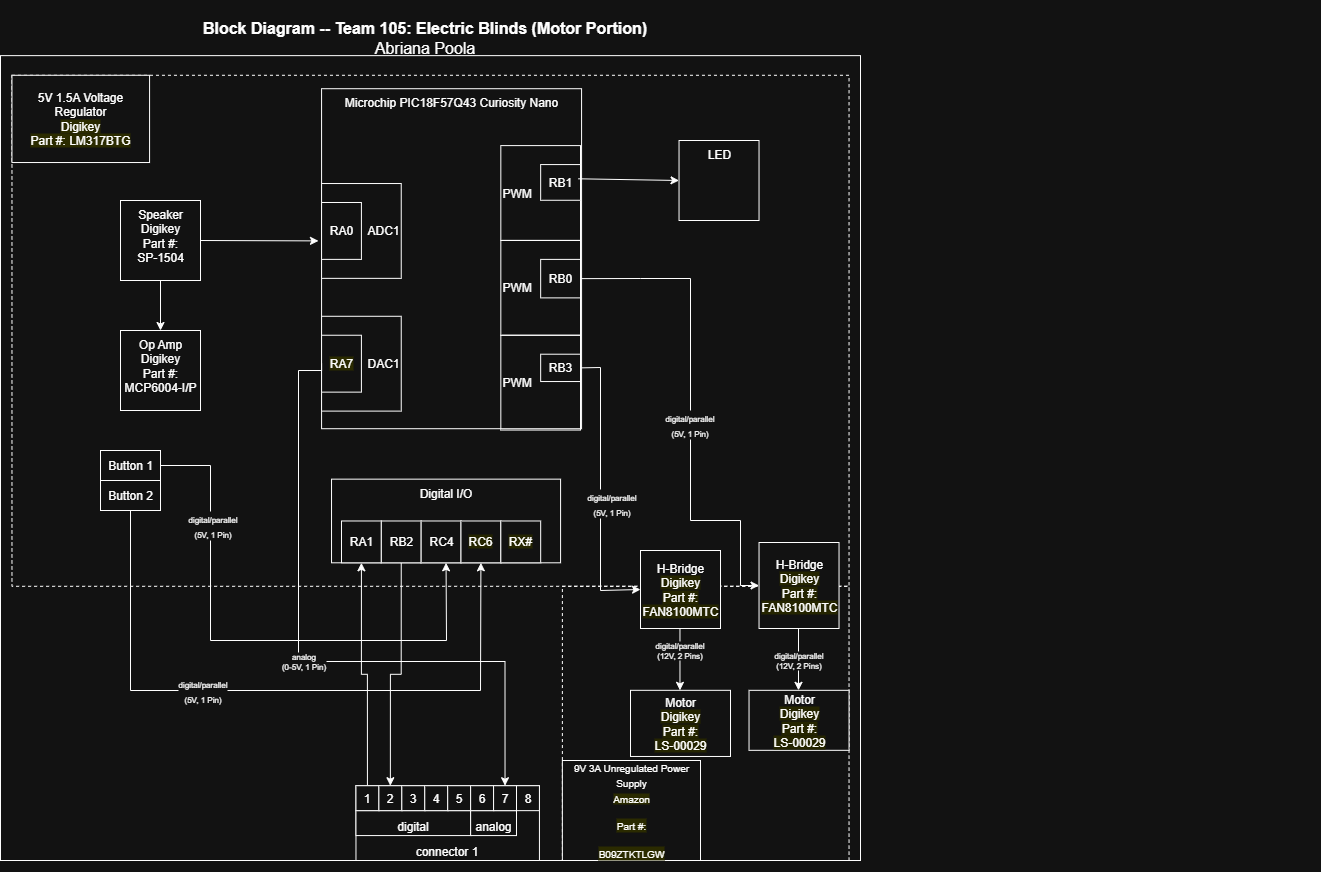 Block Diagram -- Team 105: Electric Blinds (Motor Portion)
Abriana Poola
5V 1.5A Voltage
Regulator
Digikey
Part #: LM317BTG
Microchip PIC18F57Q43 Curiosity Nano
LED
RB1
PWM
Speaker
Digikey
Part #:
SP-1504
RA0
ADC1
RB0
PWM
Op Amp
Digikey
Part #:
MCP6004-I/P
RA7
DAC1
RB3
PWM
digital/parallel
(5V, 1 Pin)
Button 1
Button 2
Digital I/O
digital/parallel
(5V, 1 Pin)
digital/parallel
(5V, 1 Pin)
RA1
RB2
RC4
RC6
RX#
H-Bridge
Digikey
Part #:
FAN8100MTC
H-Bridge
Digikey
Part #:
FAN8100MTC
digital/parallel
(12V, 2 Pins)
digital/parallel
(12V, 2 Pins)
analog
(0-5V, 1 Pin)
digital/parallel
(5V, 1 Pin)
Motor
Digikey
Part #:
LS-00029
Motor
Digikey
Part #:
LS-00029
9V 3A Unregulated Power
Supply
Amazon
Part #:
B09ZTKTLGW
1 2 3 4 5 6 7 8
digital
analog
connector 1